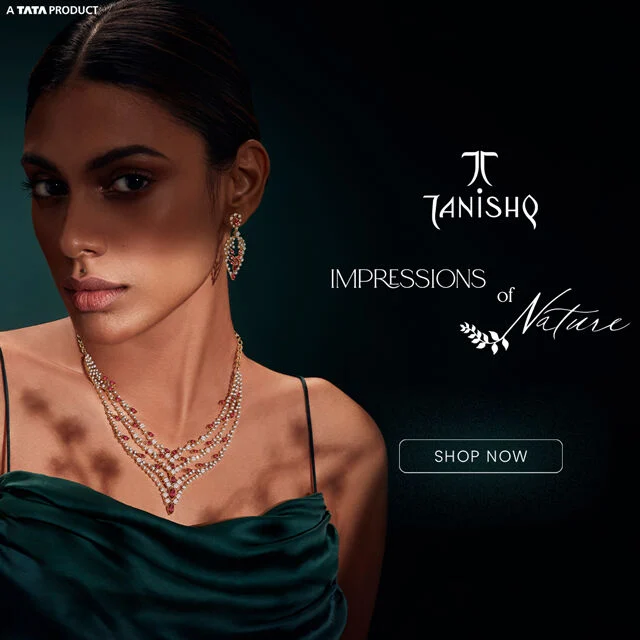 A TATA PRODUCT
TANISHQ
IMPRESSIONS
of
Nature
SHOP NOW